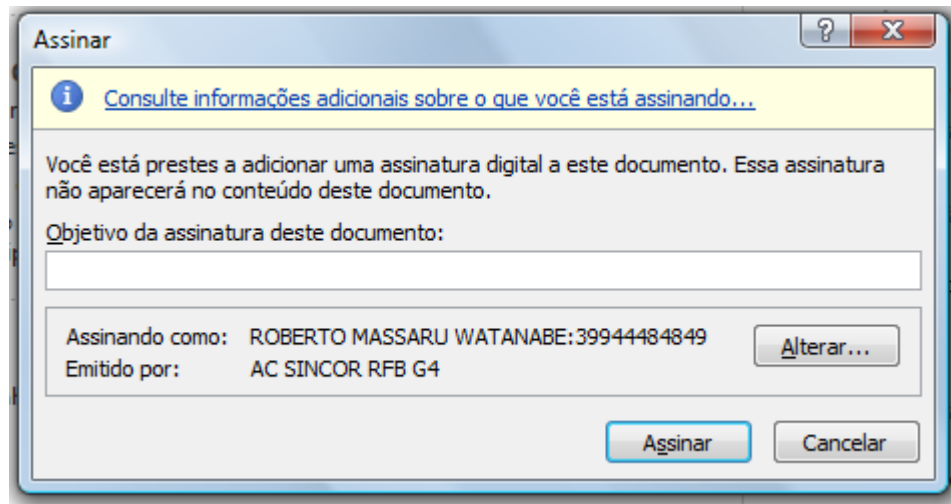 Assinar
Consulte informações adicionais sobre o que você está assinando...
Você está prestes a adicionar uma assinatura digital a este documento. Essa assinatura
não aparecerá no conteúdo deste documento.
Objetivo da assinatura deste documento:
Assinando como: ROBERTO MASSARU WATANABE:39944484849
Alterar...
Emitido por: AC SINCOR RFB G4
Assinar Cancelar